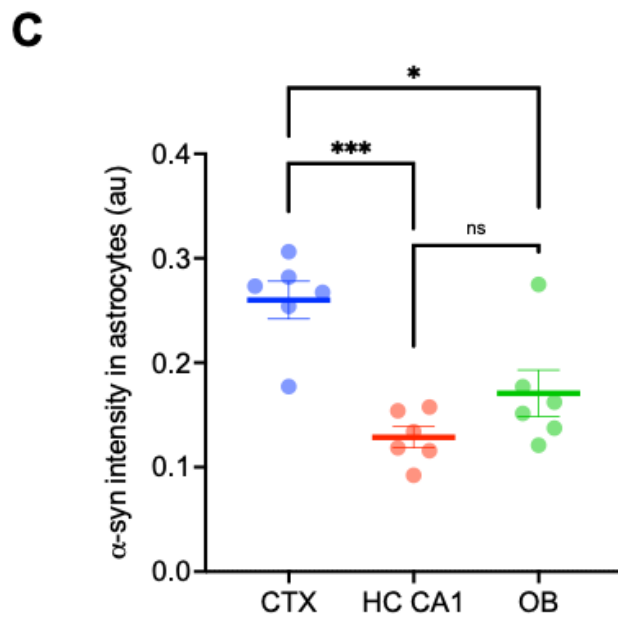 C
*
***
ns
α-syn intensity in astrocytes (au)
0.4
0.3
0.2
0.1
0.0
CTX HC CA1 OB